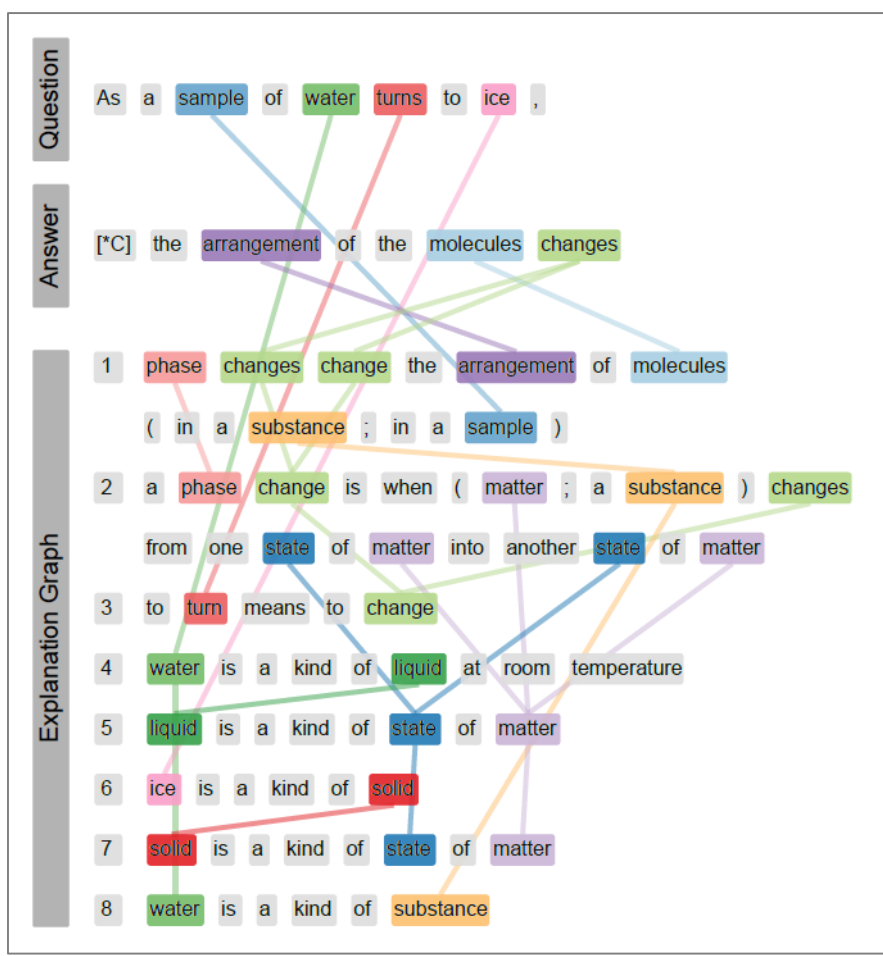 Question
As a sample of water turns to ice ,
Answer
[*C] the arrangement of the molecules changes
Explanation Graph
1 phase changes change the arrangement of molecules
( in a substance ; in a sample )
2 a phase change is when ( matter ; a substance ) changes
from one state of matter into another state of matter
3 to turn means to change
4 water is a kind of liquid at room temperature
5 liquid is a kind of state of matter
6 ice is a kind of solid
7 solid is a kind of state of matter
8 water is a kind of substance